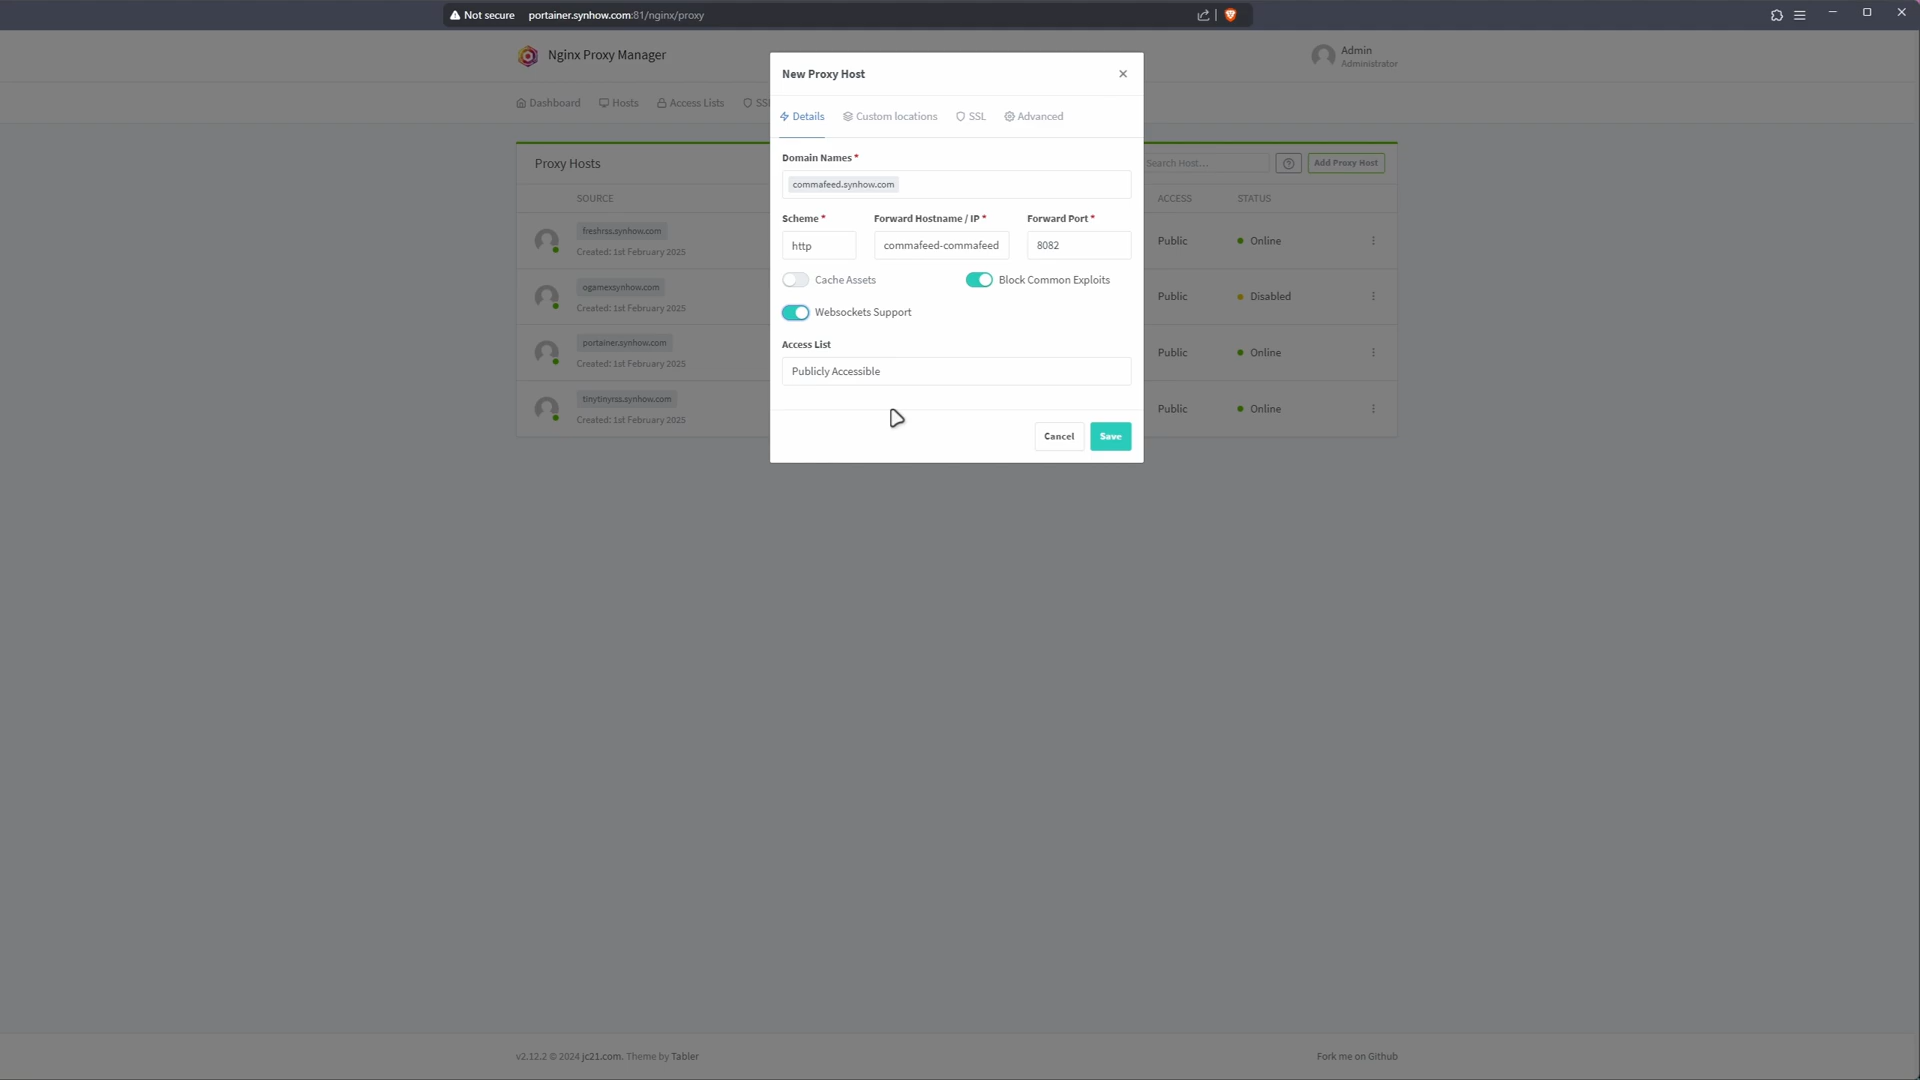 Not secure portainer.synhow.com:81/nginx/proxy
Nginx Proxy Manager
Admin
Administrator
Dashboard Hosts Access Lists SS
New Proxy Host
Details Custom locations SSL Advanced
Domain Names *
commafeed.synhow.com
Scheme * Forward Hostname / IP * Forward Port *
http commafeed-commafeed 8082
Cache Assets Block Common Exploits
Websockets Support
Access List
Publicly Accessible
Cancel Save
Proxy Hosts Search Host... Add Proxy Host
SOURCE ACCESS STATUS
freshrss.synhow.com
Created: 1st February 2025 Public Online
ogamexsynhow.com
Created: 1st February 2025 Public Disabled
portainer.synhow.com
Created: 1st February 2025 Public Online
tinytinyrss.synhow.com
Created: 1st February 2025 Public Online
v2.12.2 © 2024 jc21.com. Theme by Tabler Fork me on Github